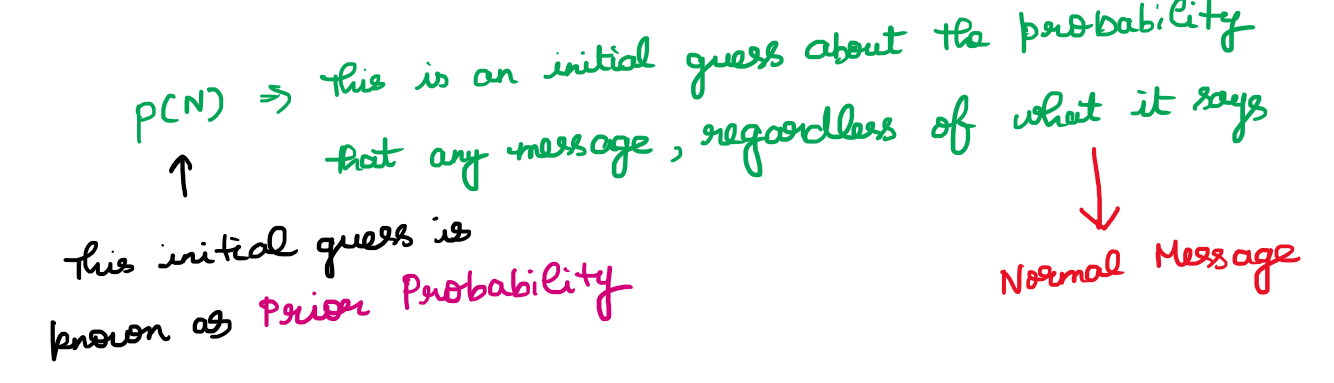 P(N) ⇒ This is an initial guess about the probability
that any message, regardless of what it says
↑
↓
This initial guess is
Normal Message
known as Prior Probability